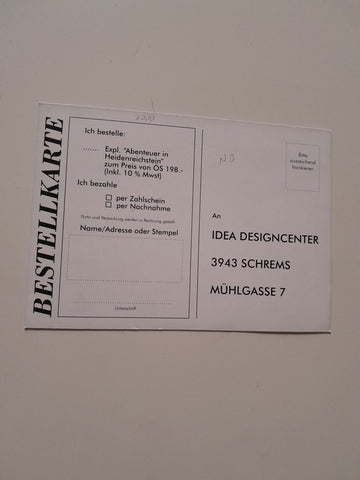 BESTELLKARTE
Ich bestelle:
....... Expl. "Abenteuer in
Heidenreichstein"
zum Preis von ÖS 198.-
(Inkl. 10 % Mwst)
Ich bezahle
per Zahlschein
per Nachnahme
Porto und Verpackung werden in Rechnung gestellt
Name/Adresse oder Stempel
Unterschrift
NÖ
Bitte
ausreichend
frankieren
An
IDEA DESIGNCENTER
3943 SCHREMS
MÜHLGASSE 7